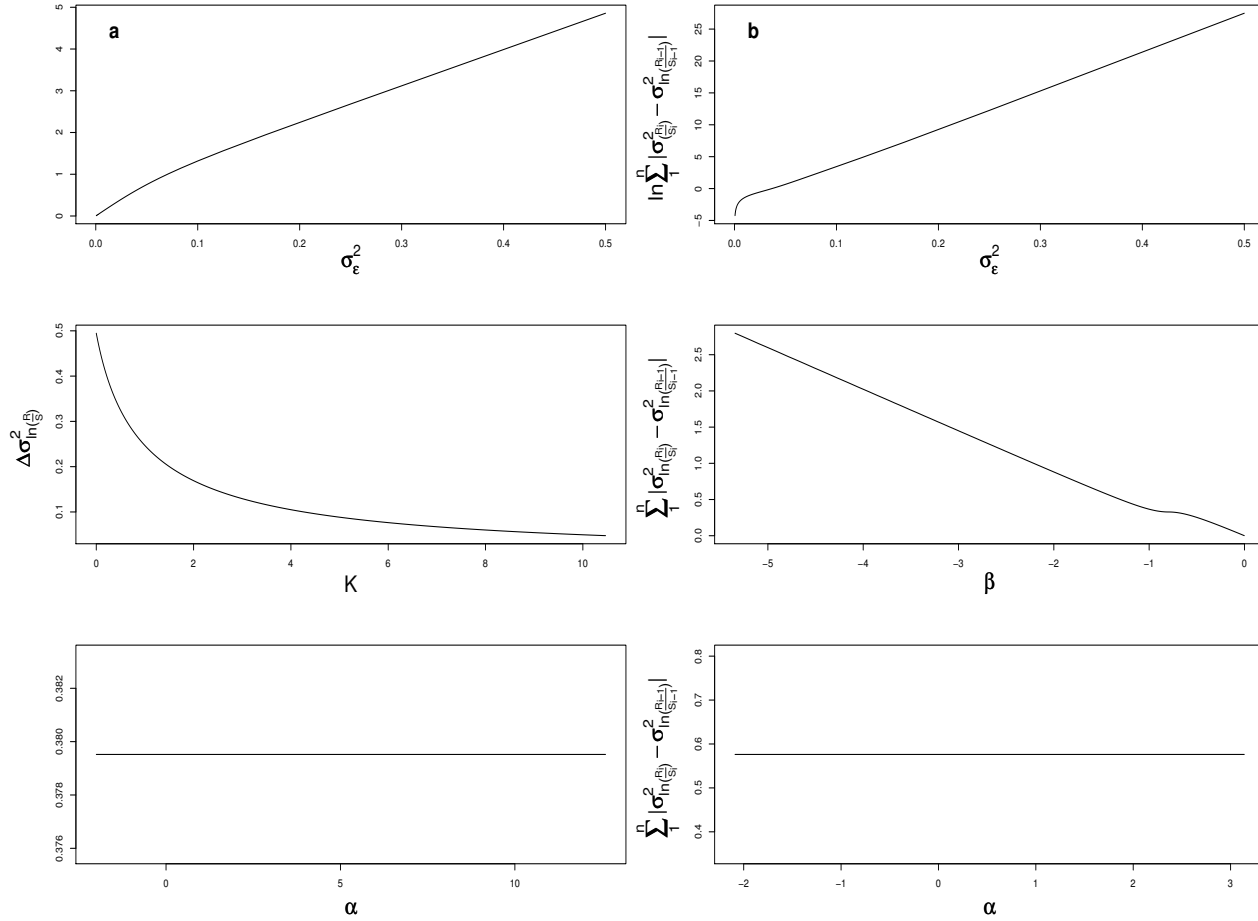 a
0 1 2 3 4 5
0.0 0.1 0.2 0.3 0.4 0.5
σ²ε
b
ln ∑ⁿ₁ |σ²(Ri/Si) − σ²ln(Ri−1/Si−1)|
−5 0 5 10 15 20 25
0.0 0.1 0.2 0.3 0.4 0.5
σ²ε
Δσ²ln(R/S)
0.1 0.2 0.3 0.4 0.5
0 2 4 6 8 10
K
∑ⁿ₁ |σ²ln(Ri/Si) − σ²ln(Ri−1/Si−1)|
0.0 0.5 1.0 1.5 2.0 2.5
−5 −4 −3 −2 −1 0
β
0.376 0.378 0.380 0.382
0 5 10
α
∑ⁿ₁ |σ²ln(Ri/Si) − σ²ln(Ri−1/Si−1)|
0.4 0.5 0.6 0.7 0.8
−2 −1 0 1 2 3
α